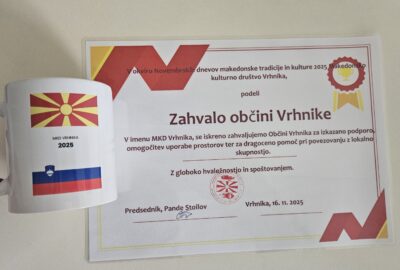 V okviru Novembrskih dnevov makedonske tradicije in kulture 2025 Makedonsko
kulturno društvo Vrhnika,
podeli
Zahvalo občini Vrhnike
V imenu MKD Vrhnika, se iskreno zahvaljujemo Občini Vrhnika za izkazano podporo,
omogočitev uporabe prostorov ter za dragoceno pomoč pri povezovanju z lokalno
skupnostjo.
Z globoko hvaležnostjo in spoštovanjem.
Predsednik, Pande Stoilov
Vrhnika, 16. 11. 2025
MKD VRHNIKA
2025